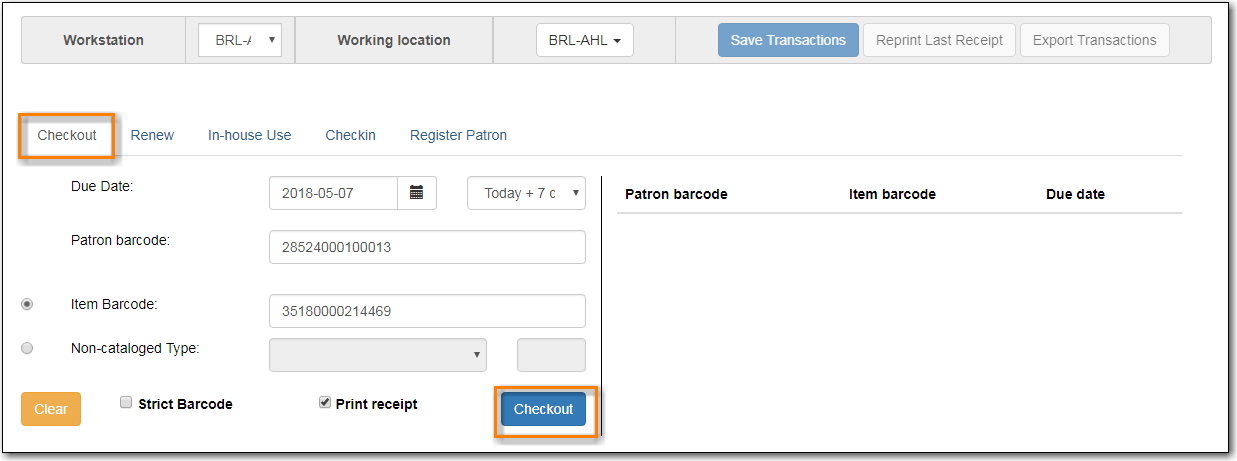 Workstation BRL-A Working location BRL-AHL Save Transactions Reprint Last Receipt Export Transactions
Checkout Renew In-house Use Checkin Register Patron
Due Date: 2018-05-07 Today + 7 d
Patron barcode Item barcode Due date
Patron barcode: 28524000100013
Item Barcode: 35180000214469
Non-cataloged Type:
Clear Strict Barcode Print receipt Checkout